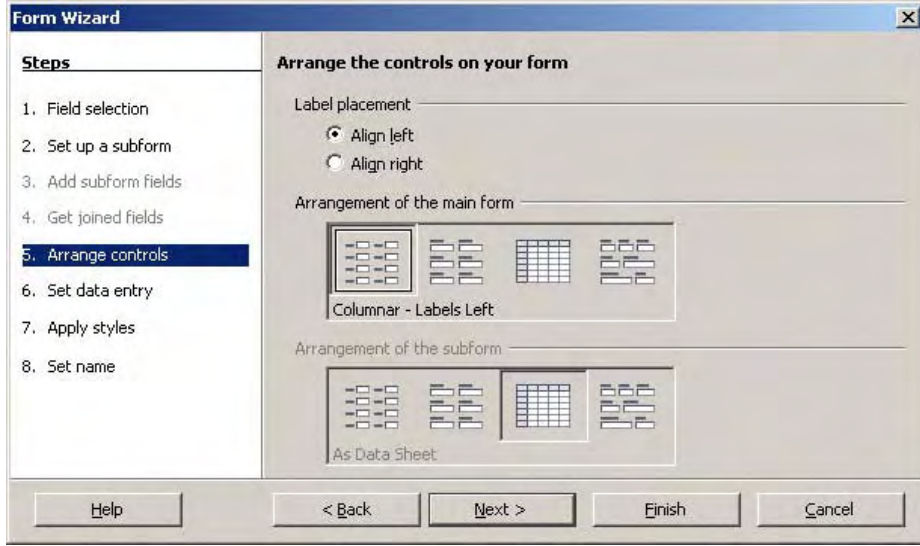 Form Wizard
Steps
1. Field selection
2. Set up a subform
3. Add subform fields
4. Get joined fields
5. Arrange controls
6. Set data entry
7. Apply styles
8. Set name
Arrange the controls on your form
Label placement
Align left
Align right
Arrangement of the main form
Columnar - Labels Left
Arrangement of the subform
As Data Sheet
Help
< Back
Next >
Finish
Cancel